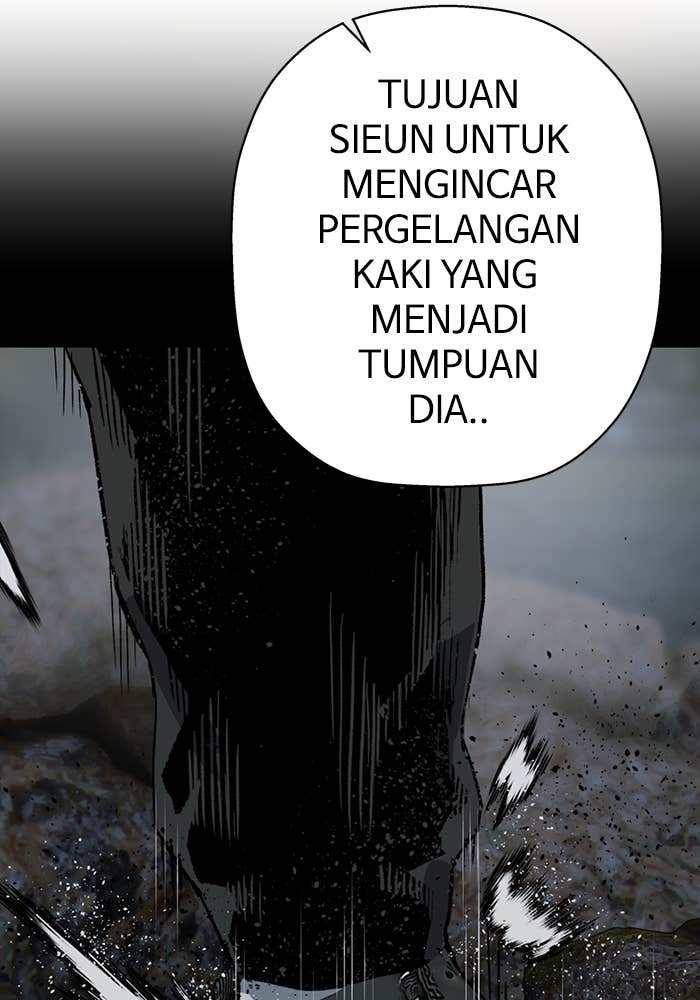 TUJUAN
SIEUN UNTUK
MENGINCAR
PERGELANGAN
KAKI YANG
MENJADI
TUMPUAN
DIA..